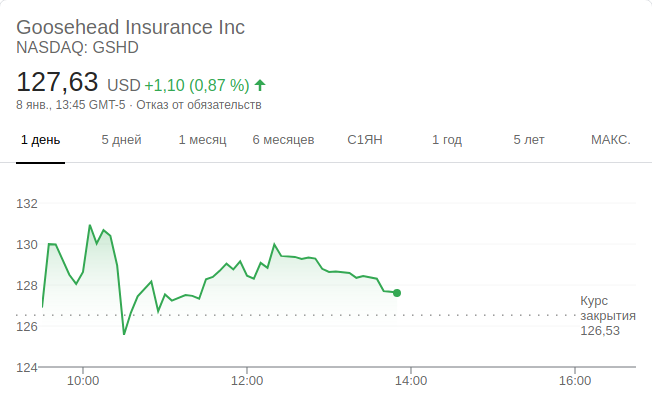 Goosehead Insurance Inc
NASDAQ: GSHD
127,63 USD +1,10 (0,87 %)
8 янв., 13:45 GMT-5 · Отказ от обязательств
1 день 5 дней 1 месяц 6 месяцев С1ЯН 1 год 5 лет МАКС.
132
130
128
126
124
Курс
закрытия
126,53
10:00 12:00 14:00 16:00